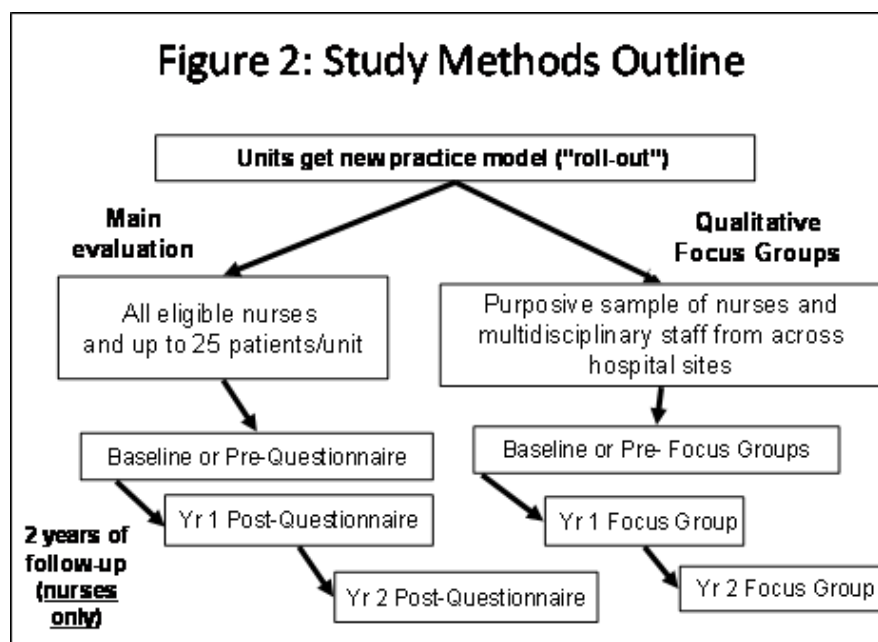 Figure 2: Study Methods Outline
Units get new practice model ("roll-out")
Main
evaluation
Qualitative
Focus Groups
All eligible nurses
and up to 25 patients/unit
Purposive sample of nurses and
multidisciplinary staff from across
hospital sites
Baseline or Pre-Questionnaire
Baseline or Pre- Focus Groups
2 years of
follow-up
(nurses
only)
Yr 1 Post-Questionnaire
Yr 1 Focus Group
Yr 2 Post-Questionnaire
Yr 2 Focus Group